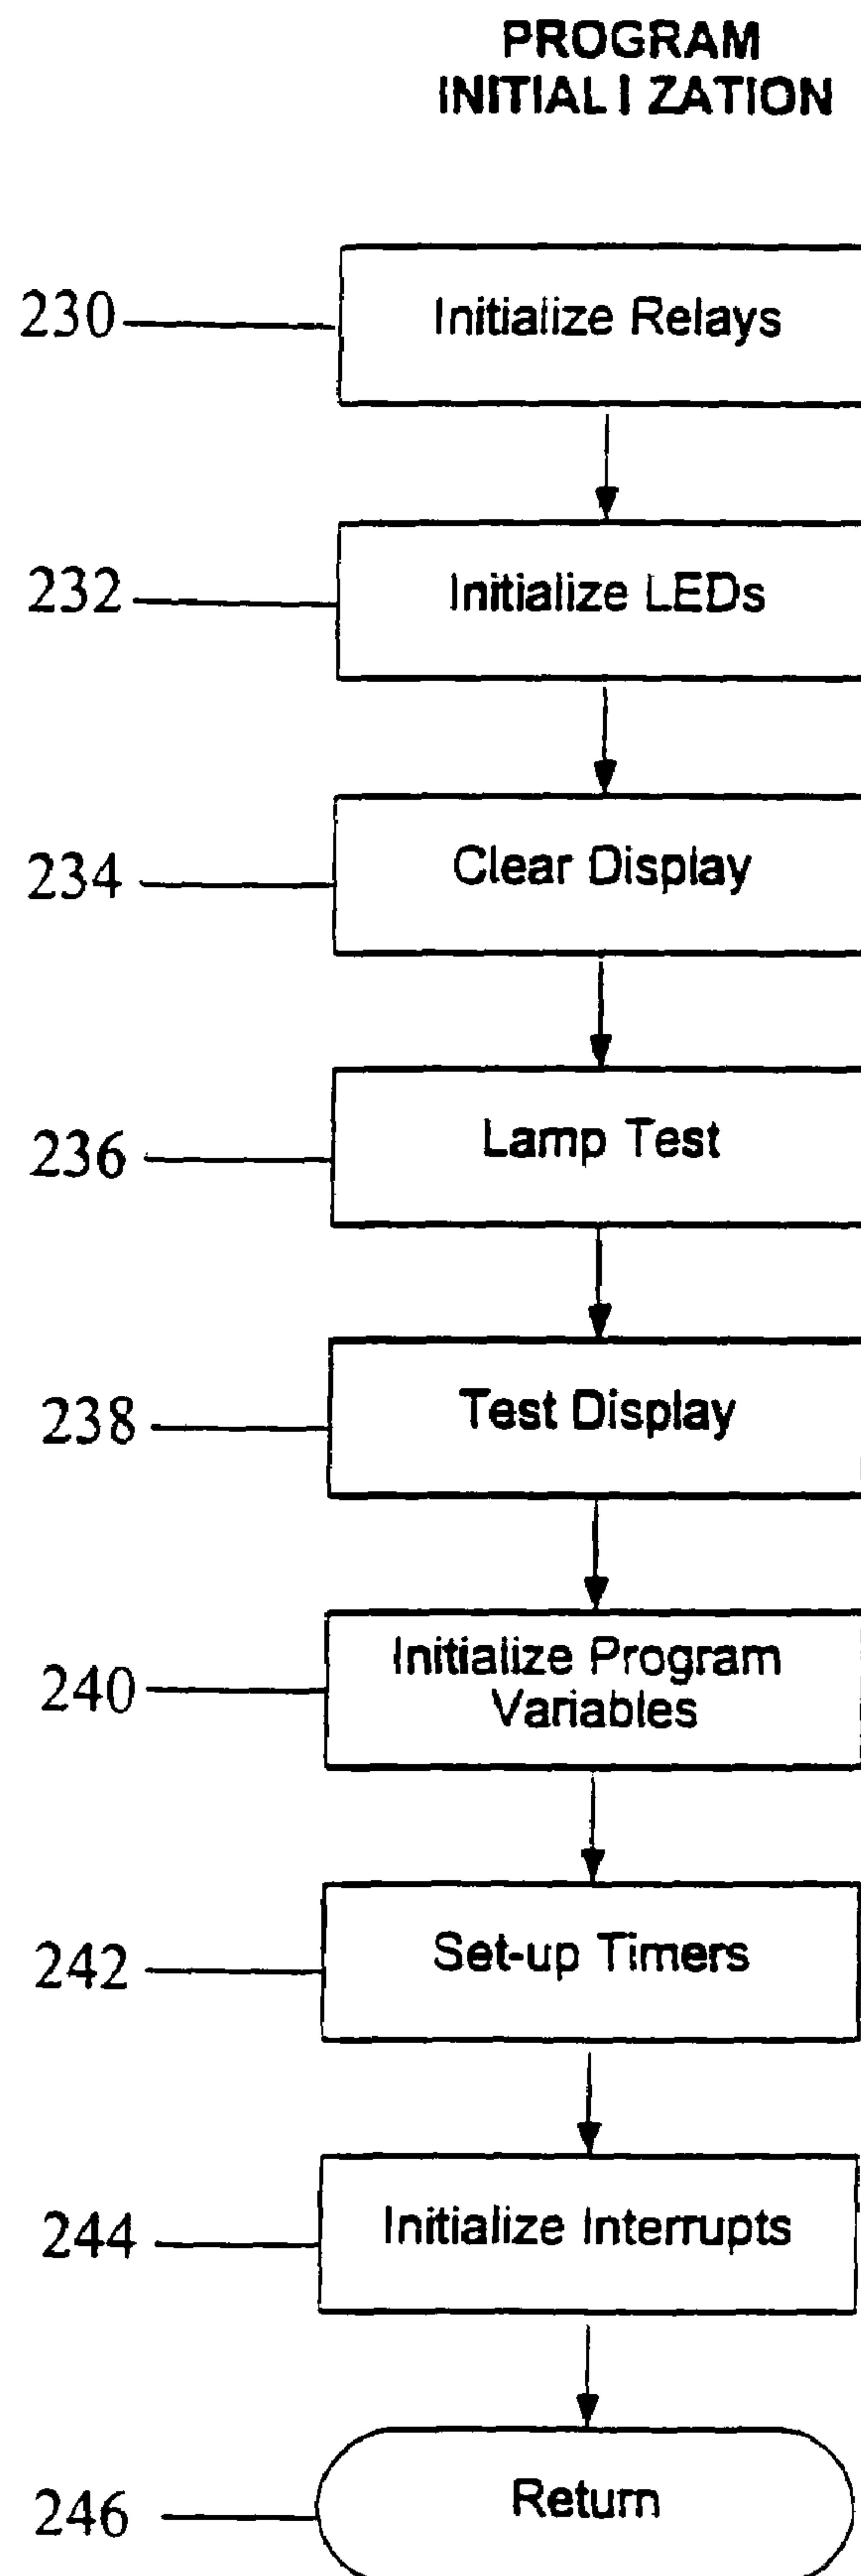 PROGRAM
INITIALIZATION
230 Initialize Relays
232 Initialize LEDs
234 Clear Display
236 Lamp Test
238 Test Display
240 Initialize Program
Variables
242 Set-up Timers
244 Initialize Interrupts
246 Return